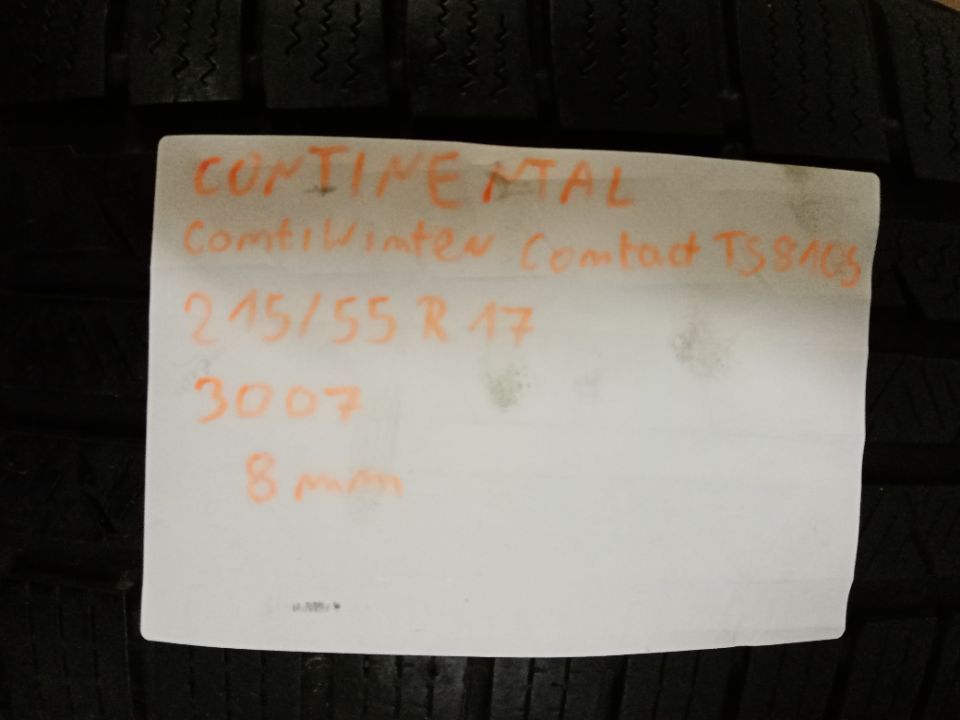 CONTINENTAL
ContiWinter Contact TS810S
215/55 R 17
3007
8 mm